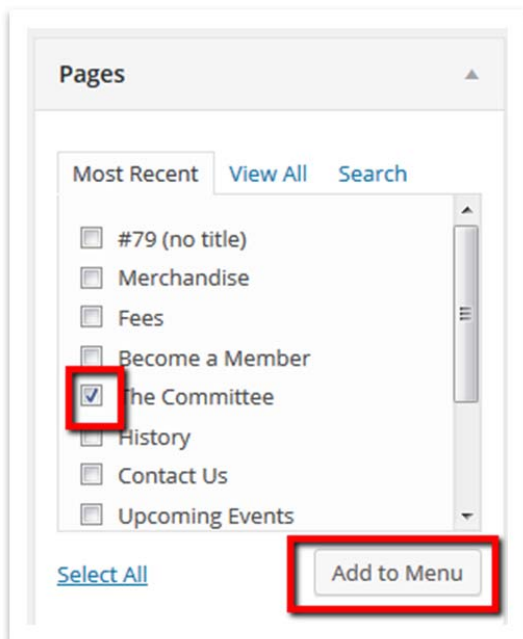 Pages
Most Recent View All Search
#79 (no title)
Merchandise
Fees
Become a Member
The Committee
History
Contact Us
Upcoming Events
Select All Add to Menu